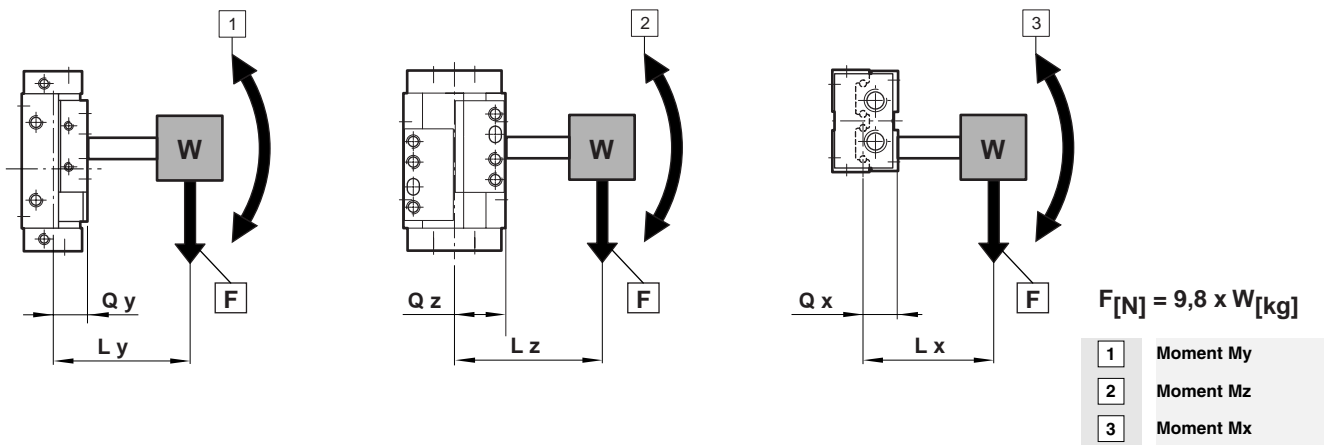 1
W
F
Q y
L y
2
W
F
Q z
L z
3
W
F
Q x
L x
F[N] = 9,8 x W[kg]
1 Moment My
2 Moment Mz
3 Moment Mx